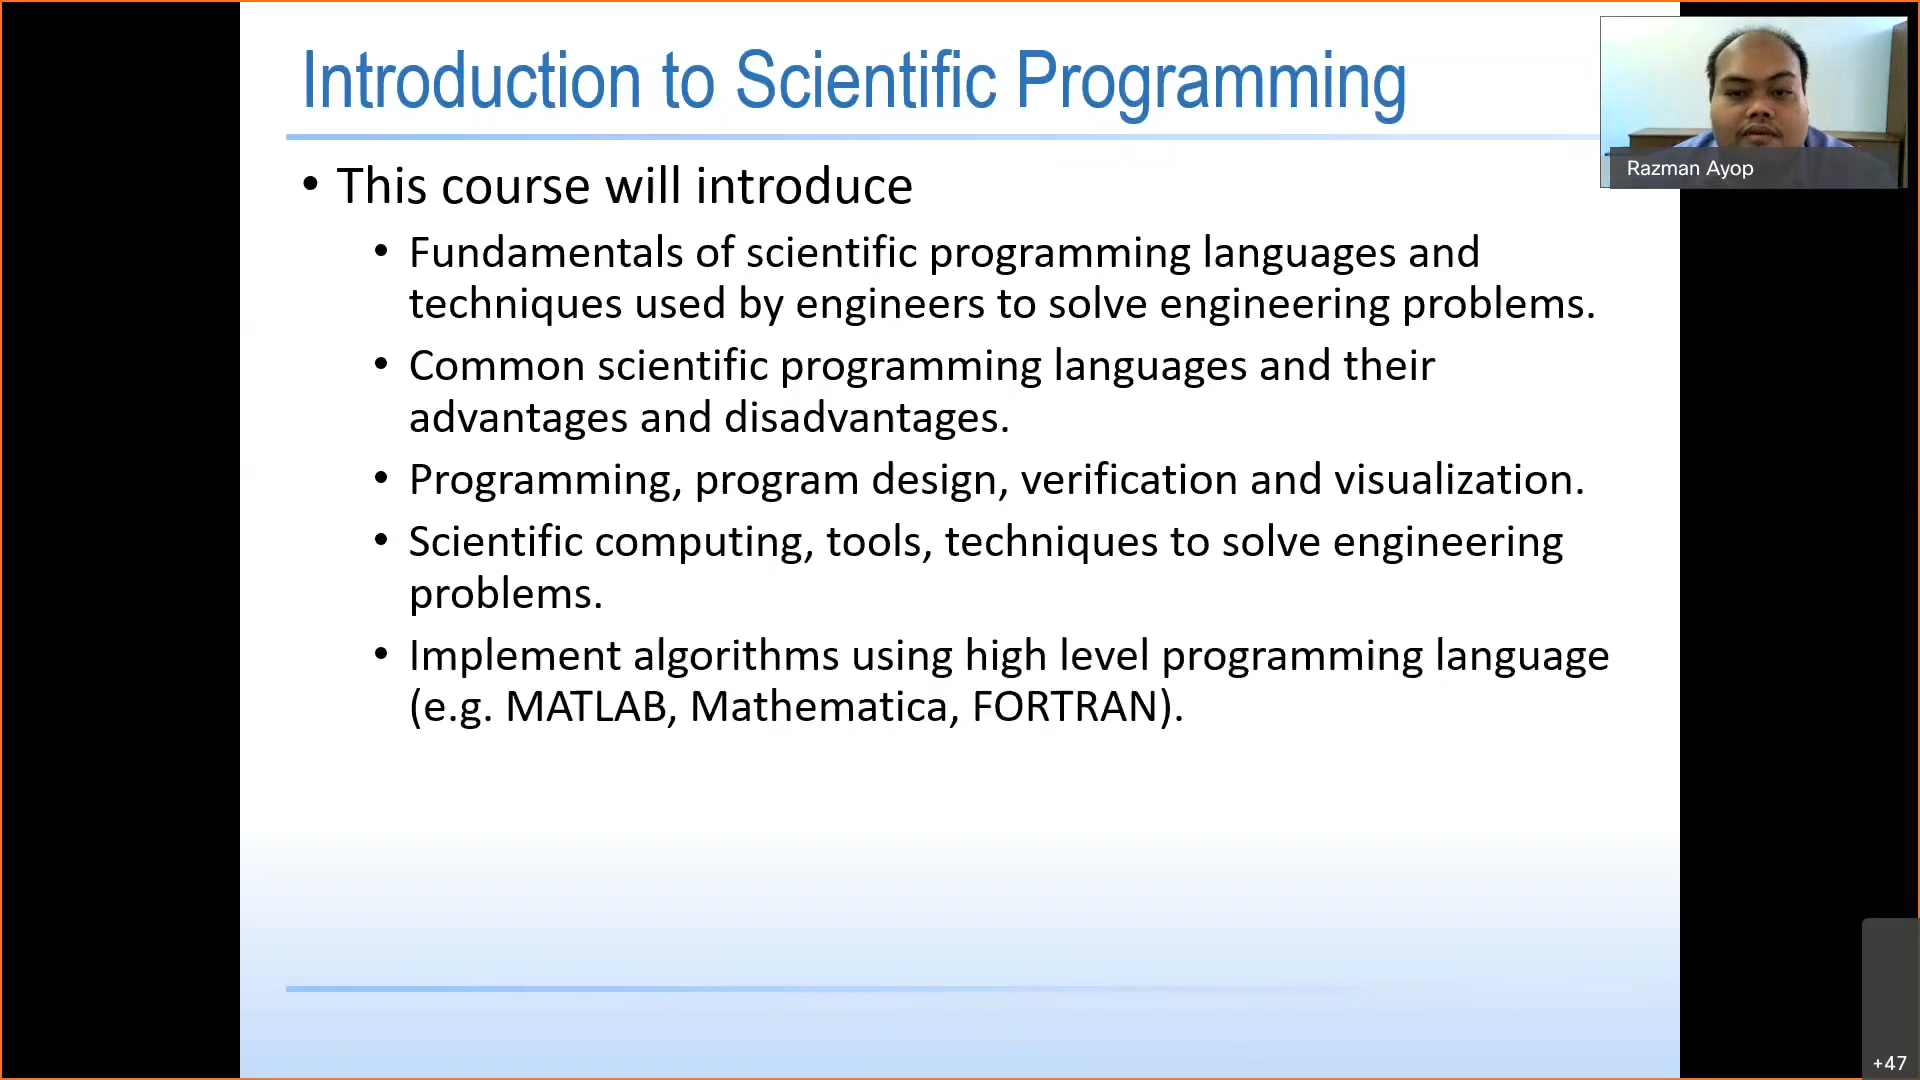 Introduction to Scientific Programming
Razman Ayop
• This course will introduce
• Fundamentals of scientific programming languages and
techniques used by engineers to solve engineering problems.
• Common scientific programming languages and their
advantages and disadvantages.
• Programming, program design, verification and visualization.
• Scientific computing, tools, techniques to solve engineering
problems.
• Implement algorithms using high level programming language
(e.g. MATLAB, Mathematica, FORTRAN).
+47